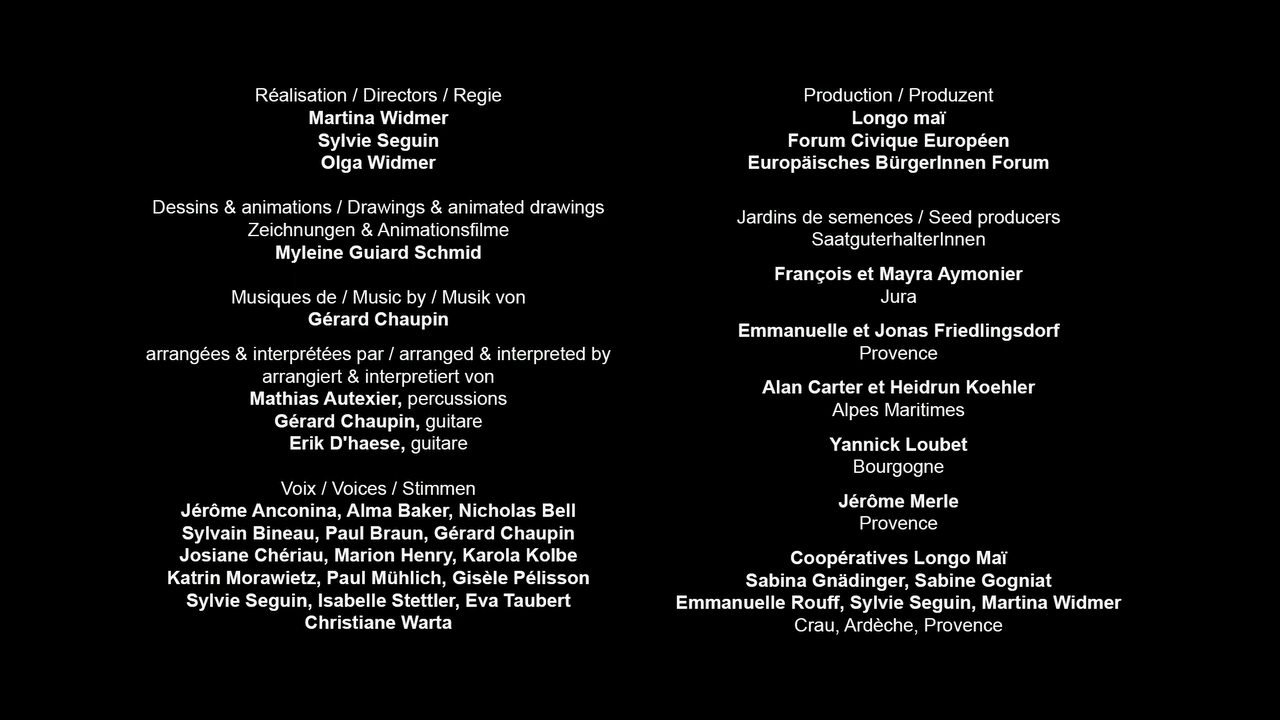 Réalisation / Directors / Regie
Martina Widmer
Sylvie Seguin
Olga Widmer
Dessins & animations / Drawings & animated drawings
Zeichnungen & Animationsfilme
Myleine Guiard Schmid
Musiques de / Music by / Musik von
Gérard Chaupin
arrangées & interprétées par / arranged & interpreted by
arrangiert & interpretiert von
Mathias Autexier, percussions
Gérard Chaupin, guitare
Erik D'haese, guitare
Voix / Voices / Stimmen
Jérôme Anconina, Alma Baker, Nicholas Bell
Sylvain Bineau, Paul Braun, Gérard Chaupin
Josiane Chériau, Marion Henry, Karola Kolbe
Katrin Morawietz, Paul Mühlich, Gisèle Pélisson
Sylvie Seguin, Isabelle Stettler, Eva Taubert
Christiane Warta
Production / Produzent
Longo maï
Forum Civique Européen
Europäisches BürgerInnen Forum
Jardins de semences / Seed producers
SaatguterhalterInnen
François et Mayra Aymonier
Jura
Emmanuelle et Jonas Friedlingsdorf
Provence
Alan Carter et Heidrun Koehler
Alpes Maritimes
Yannick Loubet
Bourgogne
Jérôme Merle
Provence
Coopératives Longo Maï
Sabina Gnädinger, Sabine Gogniat
Emmanuelle Rouff, Sylvie Seguin, Martina Widmer
Crau, Ardèche, Provence